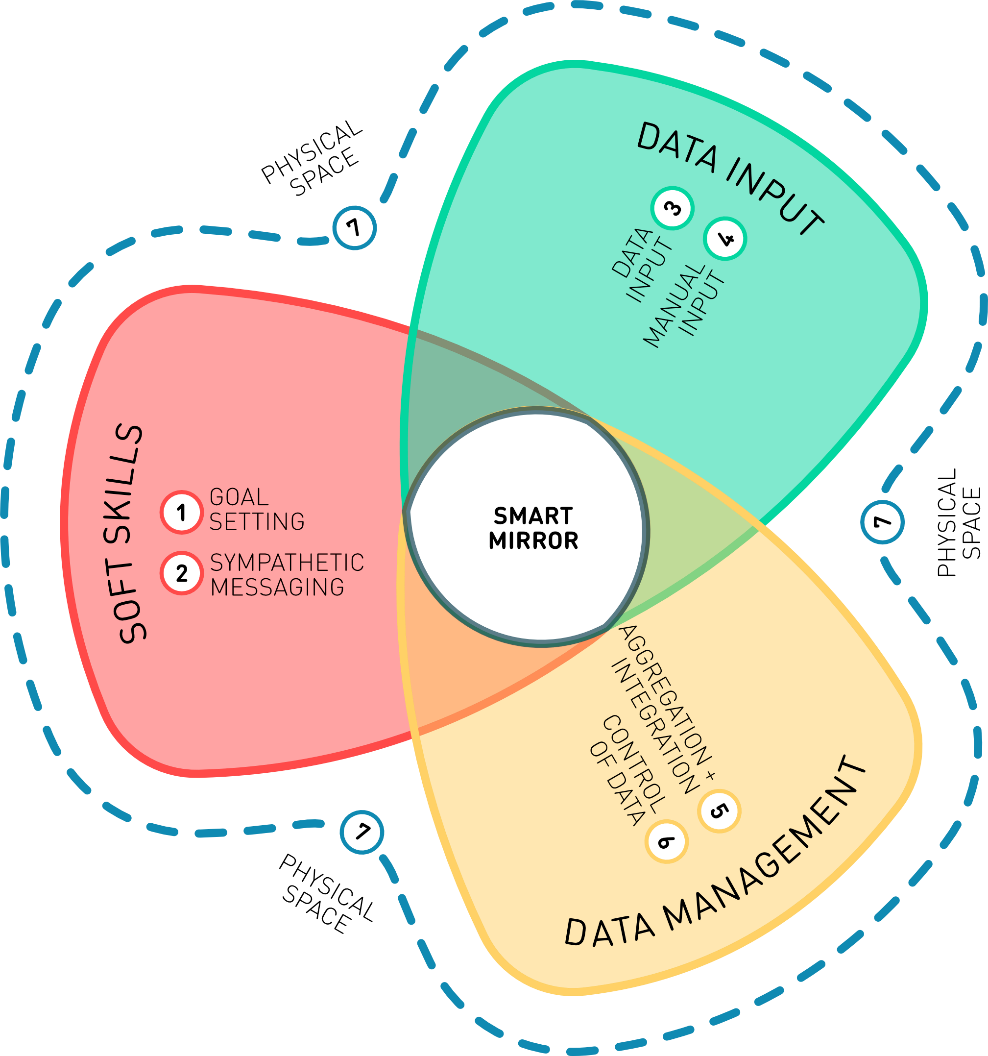 PHYSICAL
SPACE
7
DATA INPUT
3
4
DATA
INPUT
MANUAL
INPUT
SOFT SKILLS
1
GOAL
SETTING
2
SYMPATHETIC
MESSAGING
SMART
MIRROR
7
PHYSICAL
SPACE
AGGREGATION +
INTEGRATION
CONTROL
OF DATA
5
6
DATA MANAGEMENT
7
PHYSICAL
SPACE